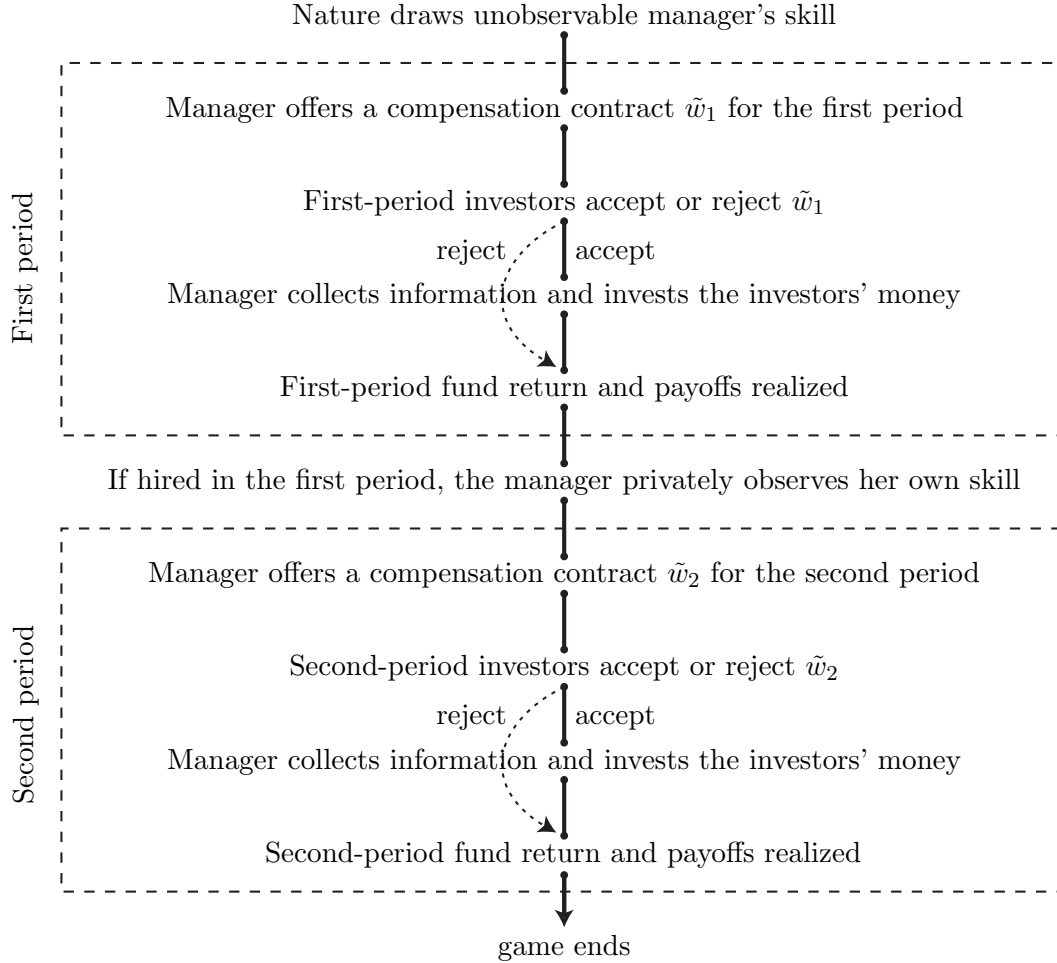 Nature draws unobservable manager's skill
First period
Manager offers a compensation contract w̃₁ for the first period
First-period investors accept or reject w̃₁
reject accept
Manager collects information and invests the investors' money
First-period fund return and payoffs realized
If hired in the first period, the manager privately observes her own skill
Second period
Manager offers a compensation contract w̃₂ for the second period
Second-period investors accept or reject w̃₂
reject accept
Manager collects information and invests the investors' money
Second-period fund return and payoffs realized
game ends